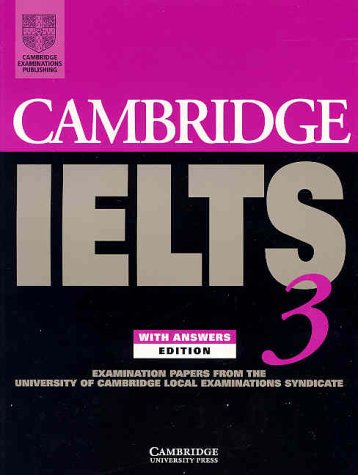 CAMBRIDGE
EXAMINATIONS
PUBLISHING
CAMBRIDGE
IELTS
3
WITH ANSWERS
EDITION
EXAMINATION PAPERS FROM THE
UNIVERSITY OF CAMBRIDGE LOCAL EXAMINATIONS SYNDICATE
CAMBRIDGE
UNIVERSITY PRESS